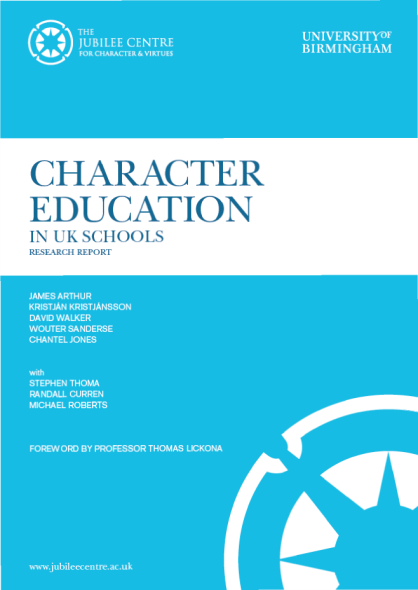 THE
JUBILEE CENTRE
FOR CHARACTER & VIRTUES
UNIVERSITY OF
BIRMINGHAM
CHARACTER
EDUCATION
IN UK SCHOOLS
RESEARCH REPORT
JAMES ARTHUR
KRISTJÁN KRISTJÁNSSON
DAVID WALKER
WOUTER SANDERSE
CHANTEL JONES
with
STEPHEN THOMA
RANDALL CURREN
MICHAEL ROBERTS
FOREWORD BY PROFESSOR THOMAS LICKONA
www.jubileecentre.ac.uk